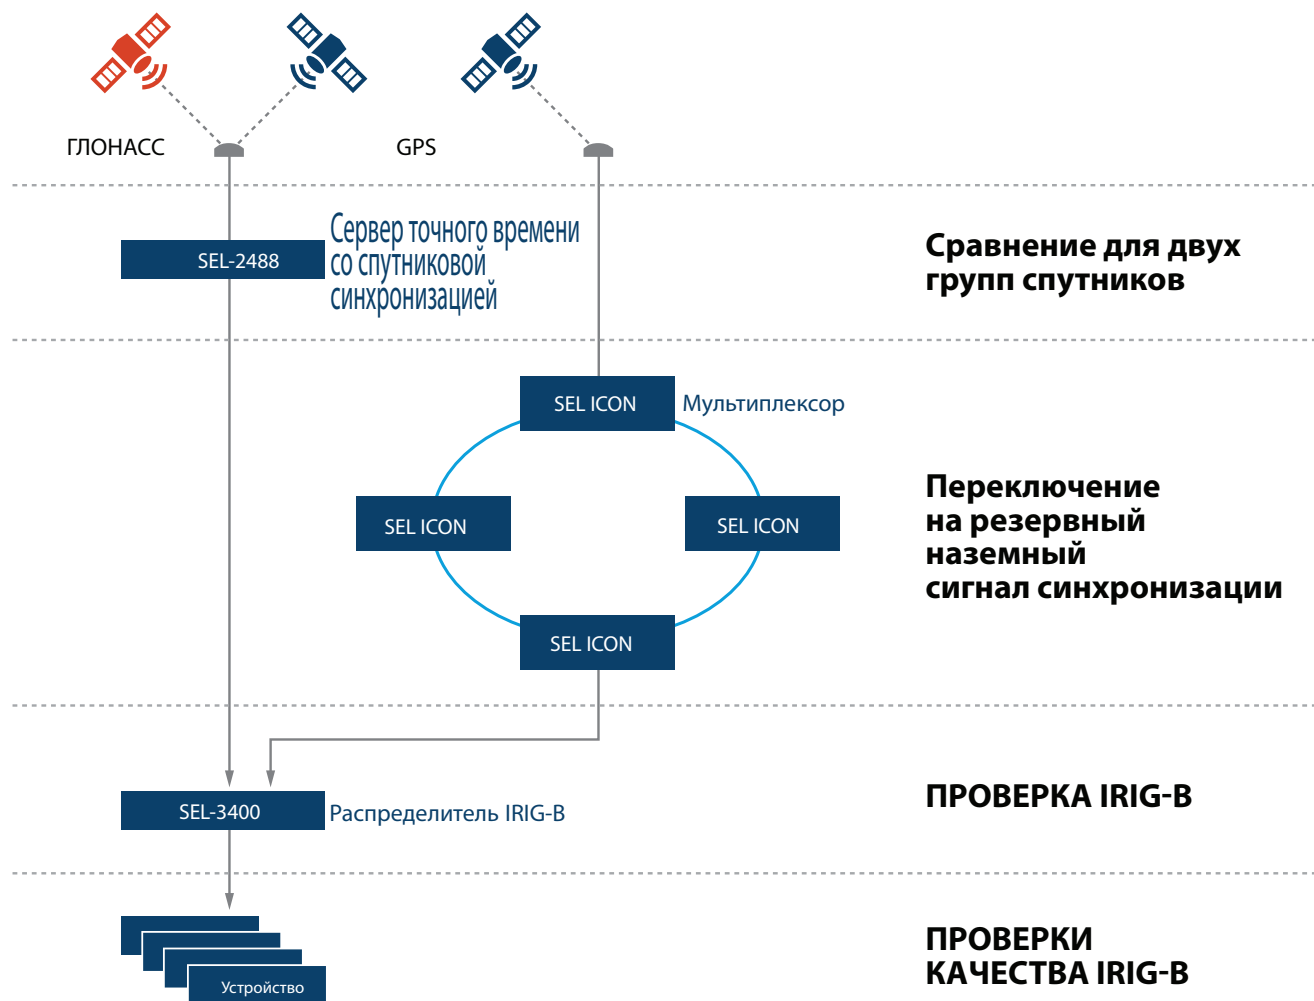 ГЛОНАСС
GPS
SEL-2488
Сервер точного времени
со спутниковой
синхронизацией
Сравнение для двух
групп спутников
SEL ICON
Мультиплексор
SEL ICON
SEL ICON
SEL ICON
Переключение
на резервный
наземный
сигнал синхронизации
SEL-3400
Распределитель IRIG-B
ПРОВЕРКА IRIG-B
Устройство
ПРОВЕРКИ
КАЧЕСТВА IRIG-B